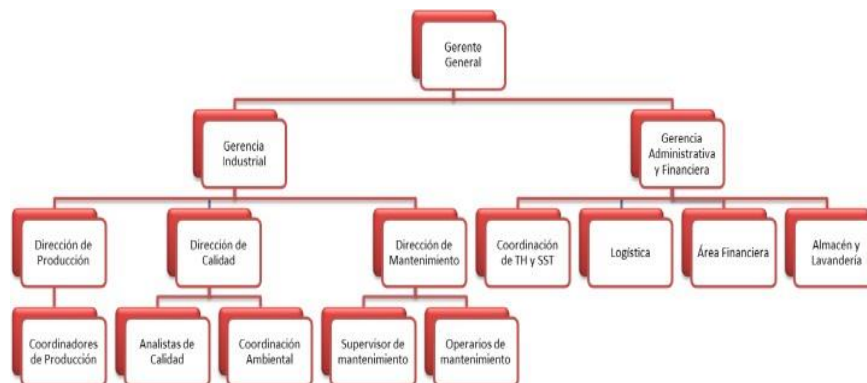 Gerente
General
Gerencia
Industrial
Gerencia
Administrativa
y Financiera
Dirección de
Producción
Dirección de
Calidad
Dirección de
Mantenimiento
Coordinación
de TH y SST
Logística
Área Financiera
Almacén y
Lavandería
Coordinadores
de Producción
Analistas de
Calidad
Coordinación
Ambiental
Supervisor de
mantenimiento
Operarios de
mantenimiento